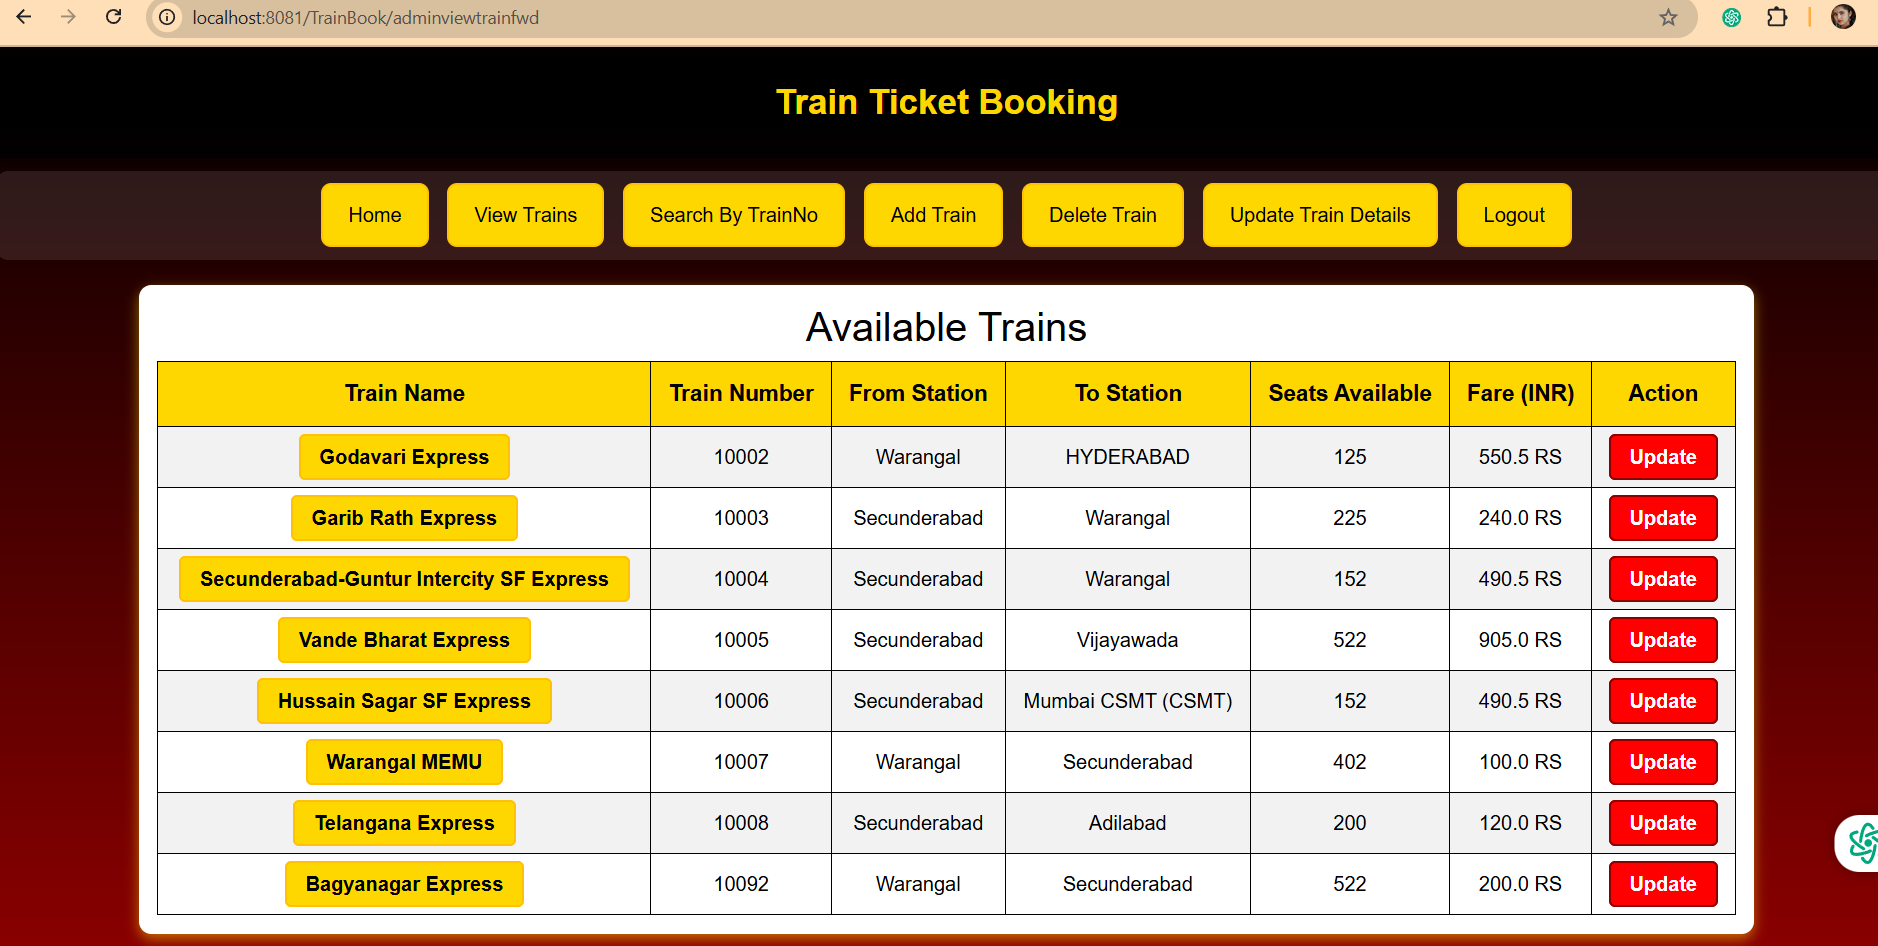 localhost:8081/TrainBook/adminviewtrainfwd
Train Ticket Booking
Home View Trains Search By TrainNo Add Train Delete Train Update Train Details Logout
Available Trains
Train Name Train Number From Station To Station Seats Available Fare (INR) Action
Godavari Express 10002 Warangal HYDERABAD 125 550.5 RS Update
Garib Rath Express 10003 Secunderabad Warangal 225 240.0 RS Update
Secunderabad-Guntur Intercity SF Express 10004 Secunderabad Warangal 152 490.5 RS Update
Vande Bharat Express 10005 Secunderabad Vijayawada 522 905.0 RS Update
Hussain Sagar SF Express 10006 Secunderabad Mumbai CSMT (CSMT) 152 490.5 RS Update
Warangal MEMU 10007 Warangal Secunderabad 402 100.0 RS Update
Telangana Express 10008 Secunderabad Adilabad 200 120.0 RS Update
Bagyanagar Express 10092 Warangal Secunderabad 522 200.0 RS Update